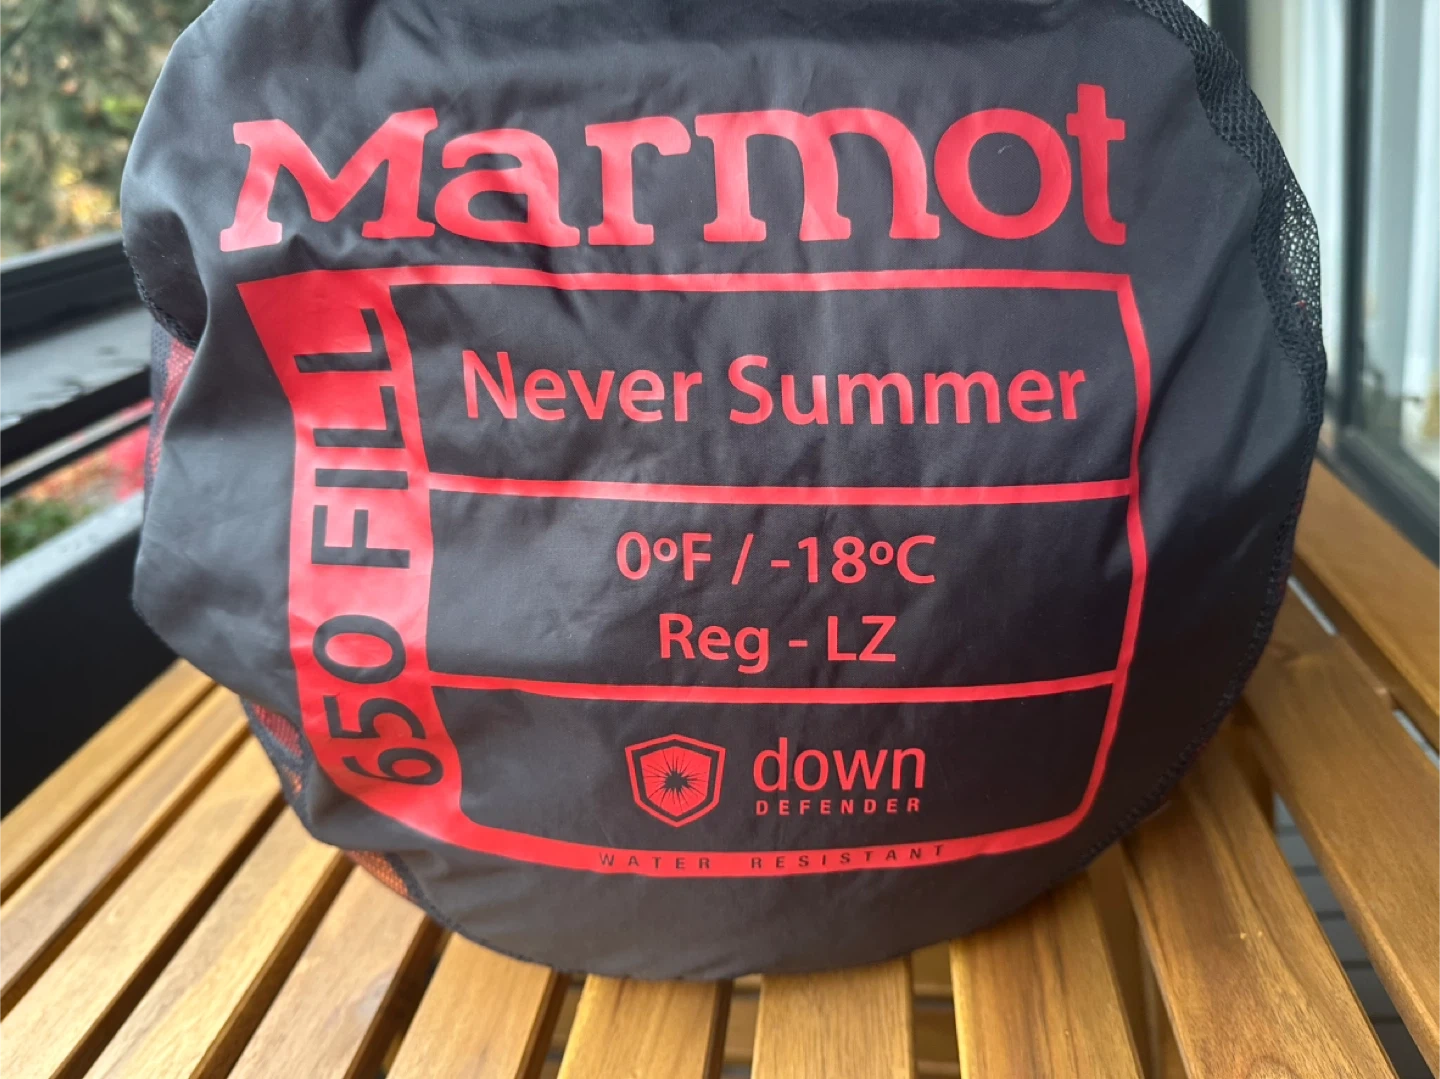 Marmot
650 FILL
Never Summer
0ºF / -18ºC
Reg - LZ
down
DEFENDER
WATER RESISTANT